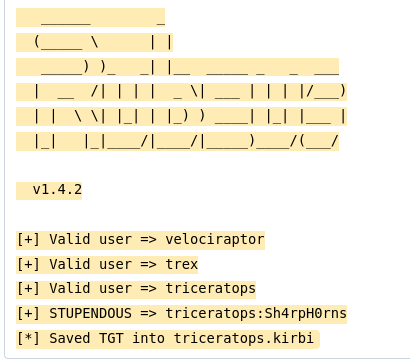 ______        _
  (_____ \      | |
   _____) )_   _| |__  _____ _   _  ___
  |  __  /| | | |  _ \| ___ | | | |/___)
  | |  \ \| |_| | |_) ) ____| |_| |___ |
  |_|   |_|____/|____/|_____)____/(___/

  v1.4.2

[+] Valid user => velociraptor
[+] Valid user => trex
[+] Valid user => triceratops
[+] STUPENDOUS => triceratops:Sh4rpH0rns
[*] Saved TGT into triceratops.kirbi